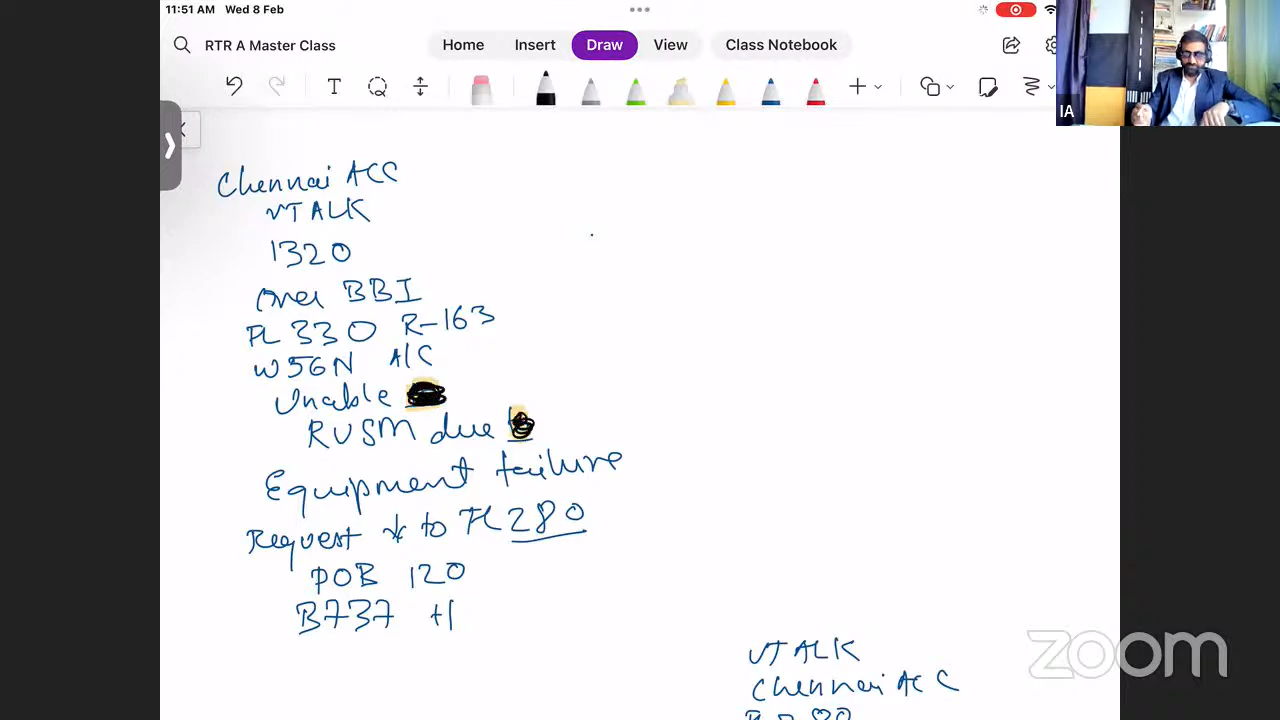 11:51 AM Wed 8 Feb
RTR A Master Class
Home Insert Draw View Class Notebook
IA
Chennai ACC
VTALK
1320
Over BBI
FL 330 R-163
W56N A/C
Unable
RVSM due
Equipment failure
Request ↓ to FL 280
POB 120
B737 +1
VTALK
Chennai ACC
zoom